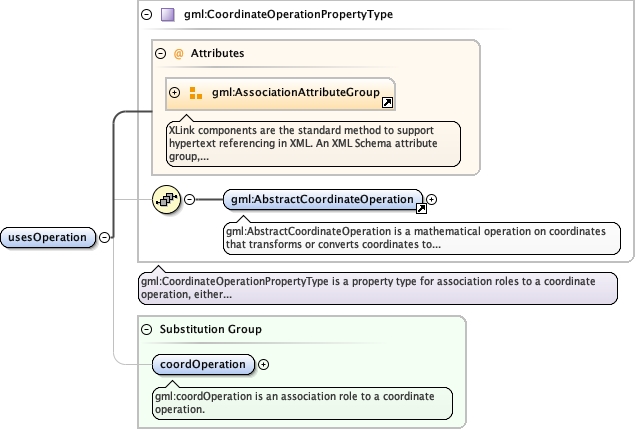 gml:CoordinateOperationPropertyType
@ Attributes
gml:AssociationAttributeGroup
XLink components are the standard method to support
hypertext referencing in XML. An XML Schema attribute
group,...
gml:AbstractCoordinateOperation
gml:AbstractCoordinateOperation is a mathematical operation on coordinates
that transforms or converts coordinates to...
usesOperation
gml:CoordinateOperationPropertyType is a property type for association roles to a coordinate
operation, either...
Substitution Group
coordOperation
gml:coordOperation is an association role to a coordinate
operation.